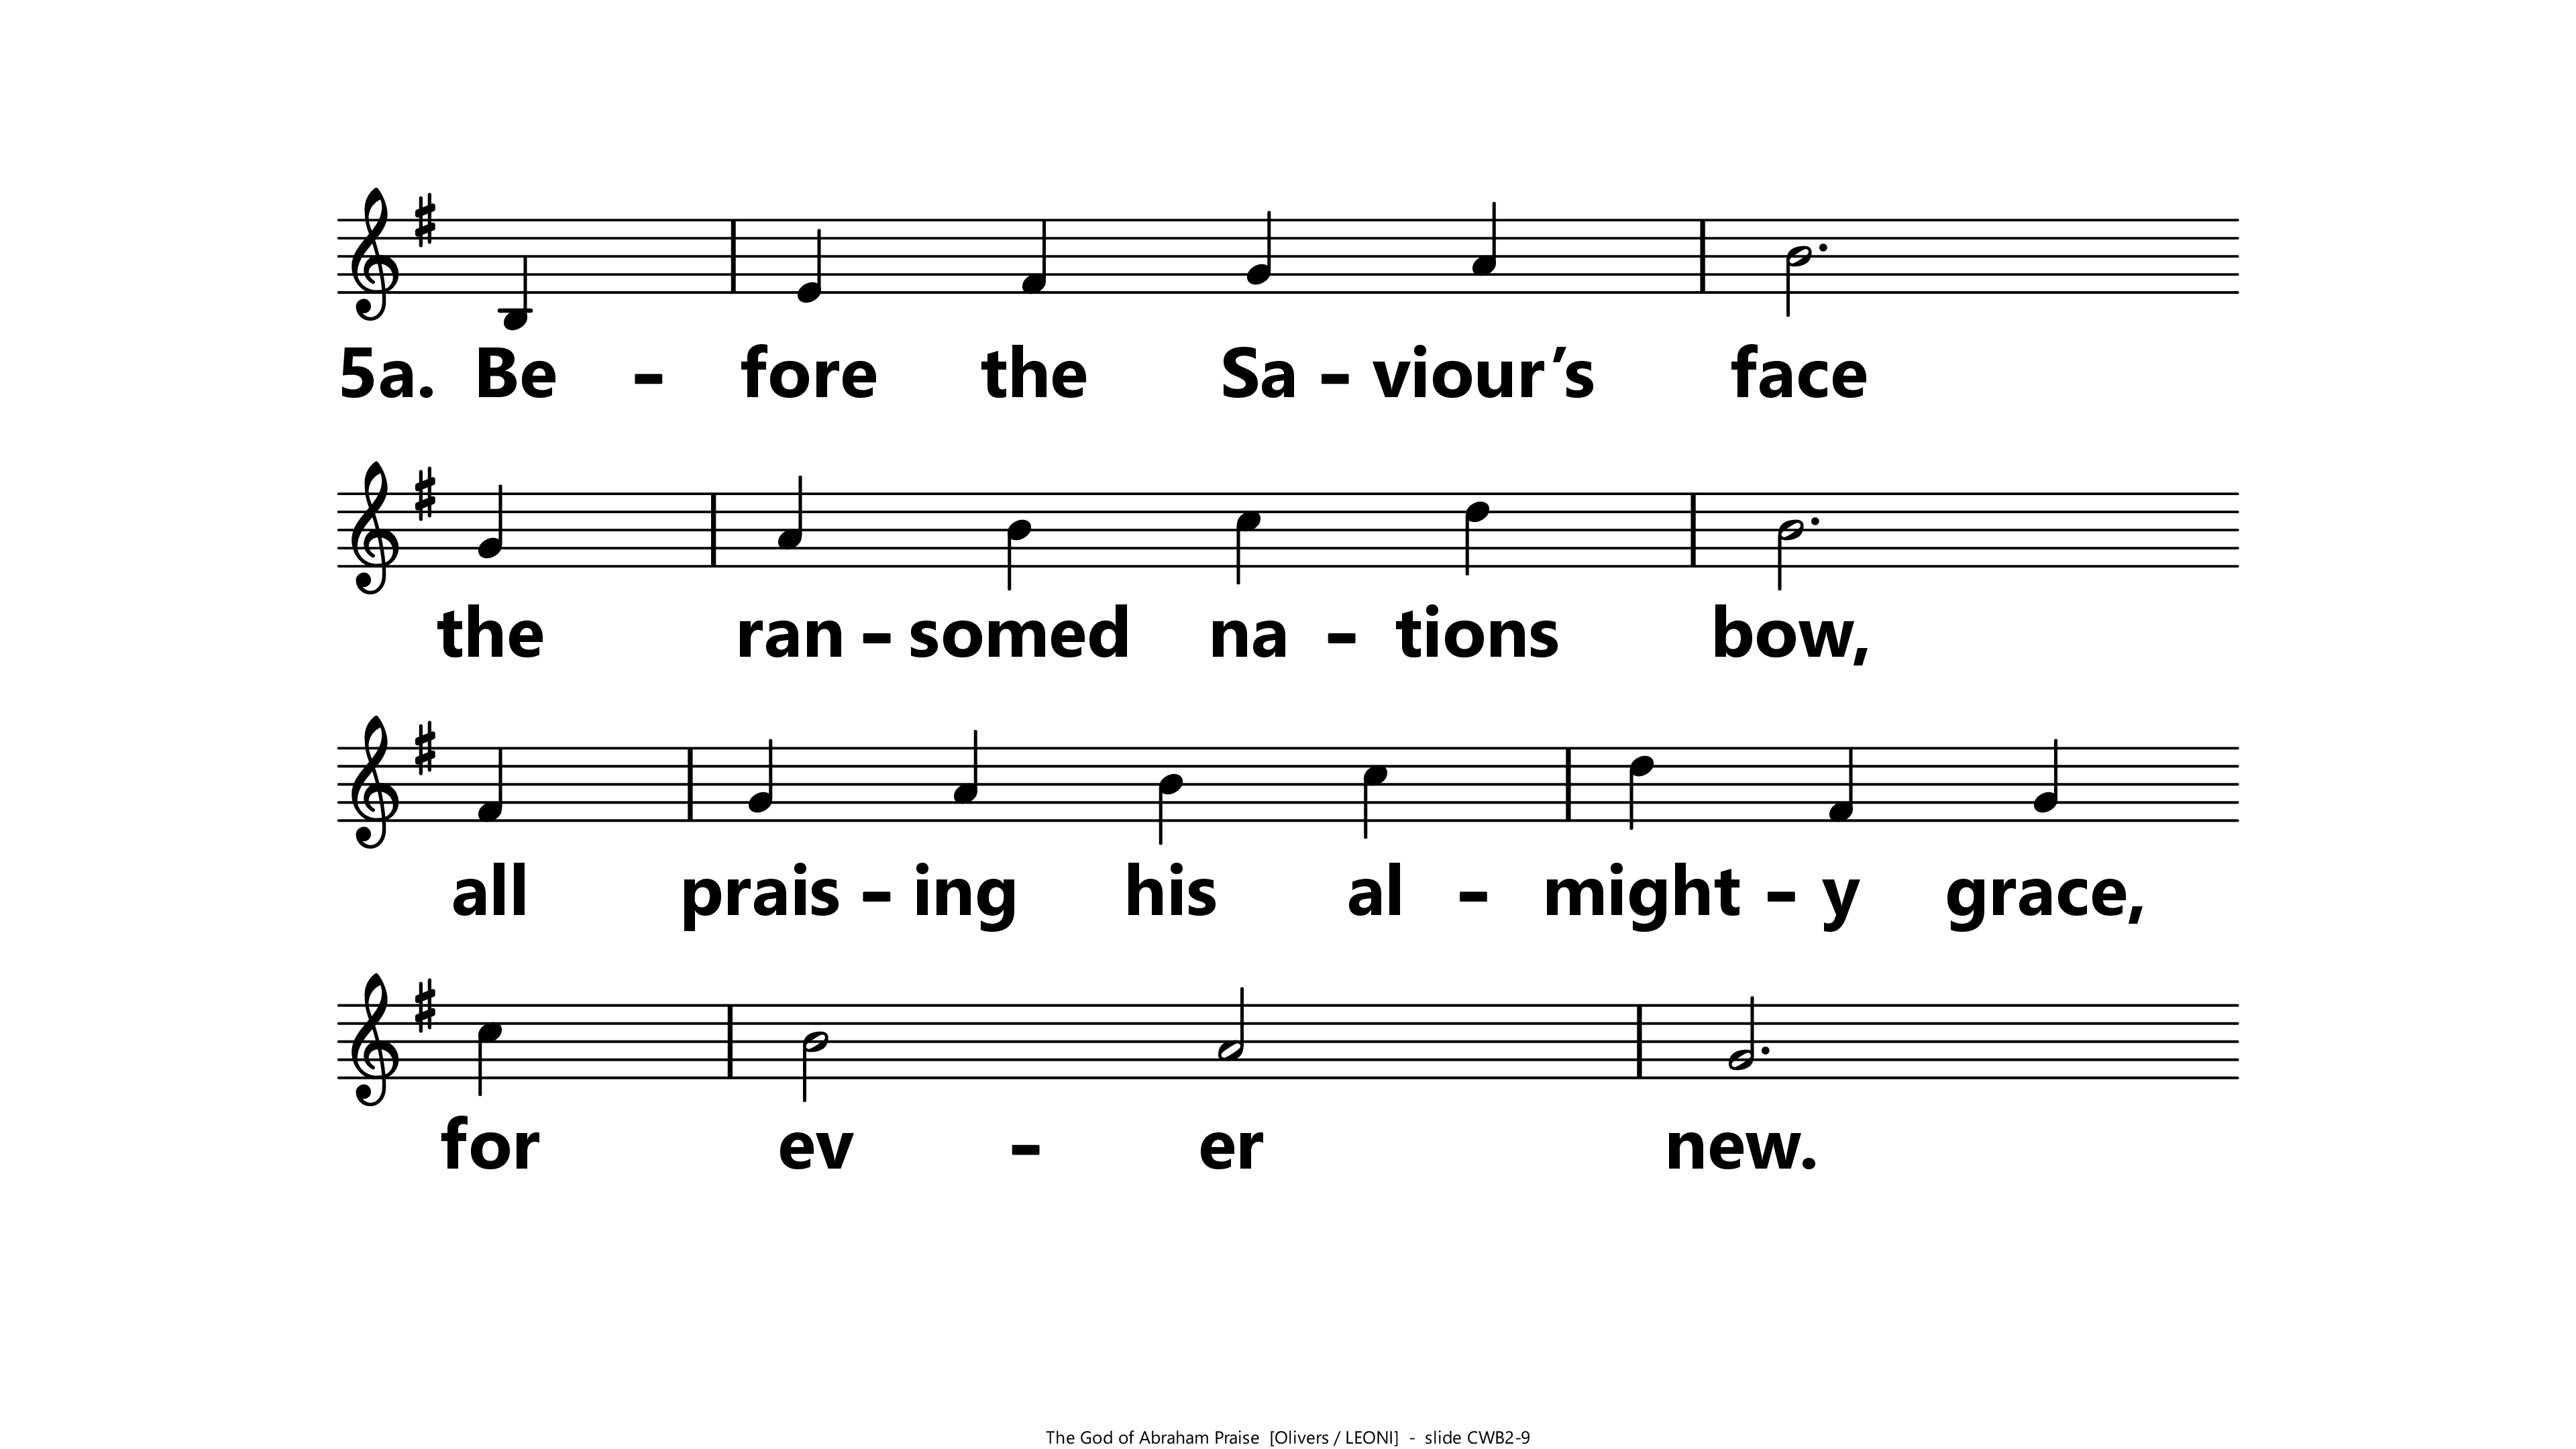 5a. Be - fore the Sa - viour’s face
the ran - somed na - tions bow,
all prais - ing his al - might - y grace,
for ev - er new.
The God of Abraham Praise [Olivers / LEONI] - slide CWB2-9